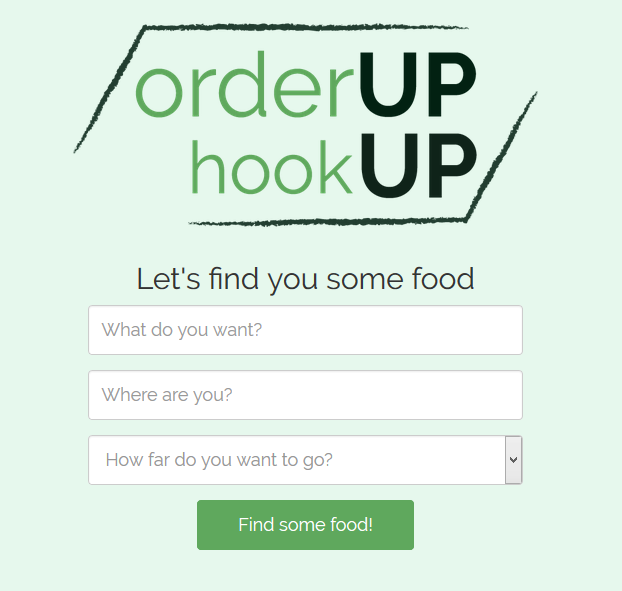 orderUP
hookUP
Let's find you some food
What do you want?
Where are you?
How far do you want to go?
Find some food!